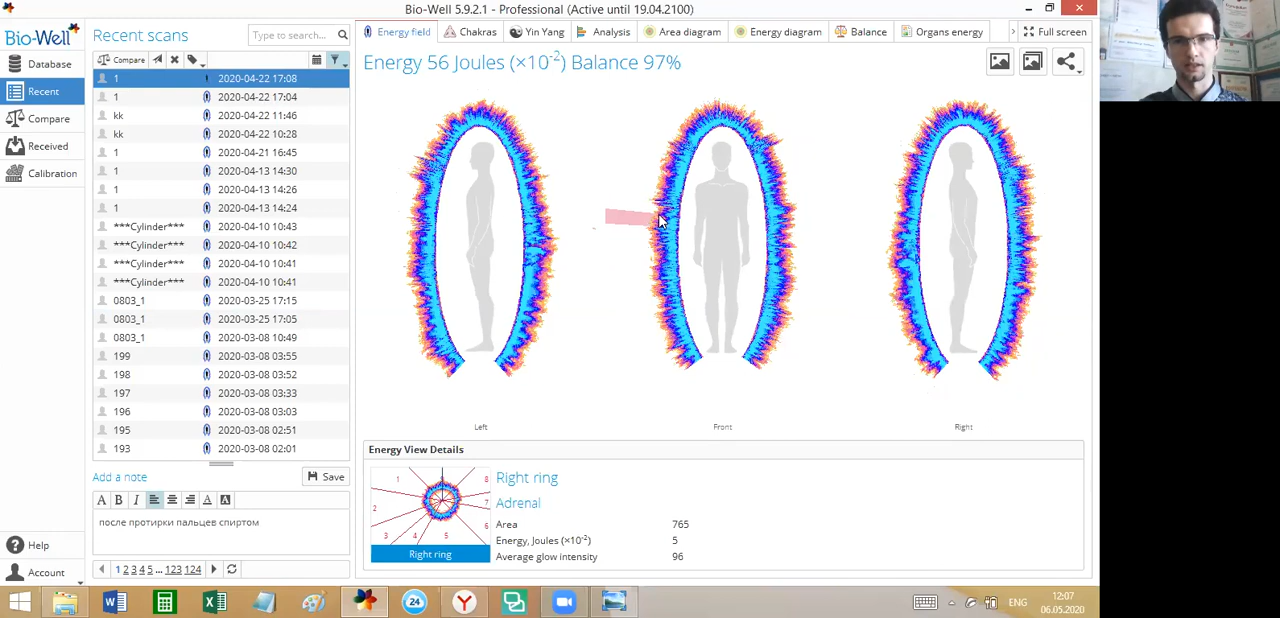 Bio-Well 5.9.2.1 - Professional (Active until 19.04.2100)
Bio-Well
Database
Recent
Compare
Received
Calibration
Help
Account
Recent scans
Type to search...
Compare
1 2020-04-22 17:08
1 2020-04-22 17:04
kk 2020-04-22 11:46
kk 2020-04-22 10:28
1 2020-04-21 16:45
1 2020-04-13 14:30
1 2020-04-13 14:26
1 2020-04-13 14:24
***Cylinder*** 2020-04-10 10:43
***Cylinder*** 2020-04-10 10:42
***Cylinder*** 2020-04-10 10:41
***Cylinder*** 2020-04-10 10:41
0803_1 2020-03-25 17:15
0803_1 2020-03-25 17:05
0803_1 2020-03-08 10:49
199 2020-03-08 03:55
198 2020-03-08 03:52
197 2020-03-08 03:33
196 2020-03-08 03:03
195 2020-03-08 02:51
193 2020-03-08 02:01
Add a note
Save
A B I A A
после протирки пальцев спиртом
1 2 3 4 5 ... 123 124
Energy field
Chakras
Yin Yang
Analysis
Area diagram
Energy diagram
Balance
Organs energy
Full screen
Energy 56 Joules (×10⁻²) Balance 97%
Left
Front
Right
Energy View Details
1
2
3
4
5
6
7
8
Right ring
Right ring
Adrenal
Area 765
Energy, Joules (×10⁻²) 5
Average glow intensity 96
24
ENG
12:07
06.05.2020